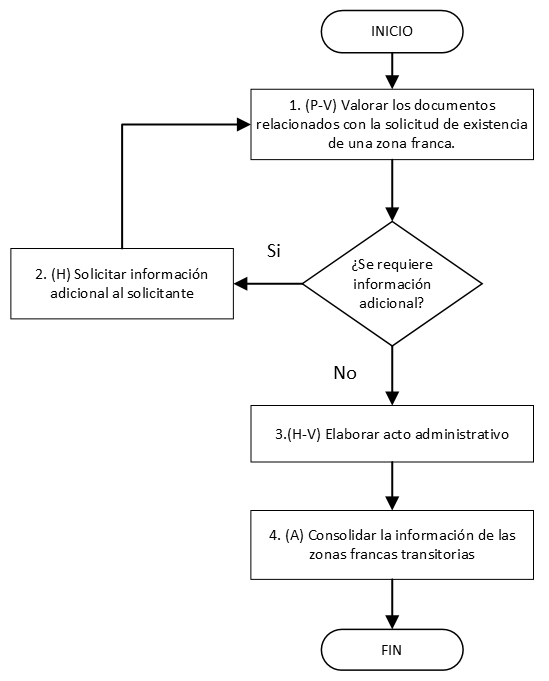 INICIO
1. (P-V) Valorar los documentos
relacionados con la solicitud de existencia
de una zona franca.
Si
¿Se requiere
información
adicional?
2. (H) Solicitar información
adicional al solicitante
No
3.(H-V) Elaborar acto administrativo
4. (A) Consolidar la información de las
zonas francas transitorias
FIN